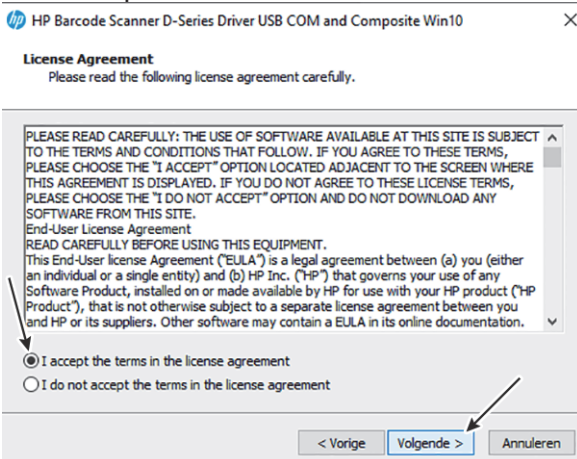 hp HP Barcode Scanner D-Series Driver USB COM and Composite Win10
License Agreement
Please read the following license agreement carefully.
PLEASE READ CAREFULLY: THE USE OF SOFTWARE AVAILABLE AT THIS SITE IS SUBJECT
TO THE TERMS AND CONDITIONS THAT FOLLOW. IF YOU AGREE TO THESE TERMS,
PLEASE CHOOSE THE "I ACCEPT" OPTION LOCATED ADJACENT TO THE SCREEN WHERE
THIS AGREEMENT IS DISPLAYED. IF YOU DO NOT AGREE TO THESE LICENSE TERMS,
PLEASE CHOOSE THE "I DO NOT ACCEPT" OPTION AND DO NOT DOWNLOAD ANY
SOFTWARE FROM THIS SITE.
End-User License Agreement
READ CAREFULLY BEFORE USING THIS EQUIPMENT.
This End-User license Agreement ("EULA") is a legal agreement between (a) you (either
an individual or a single entity) and (b) HP Inc. ("HP") that governs your use of any
Software Product, installed on or made available by HP for use with your HP product ("HP
Product"), that is not otherwise subject to a separate license agreement between you
and HP or its suppliers. Other software may contain a EULA in its online documentation.
I accept the terms in the license agreement
I do not accept the terms in the license agreement
< Vorige Volgende > Annuleren